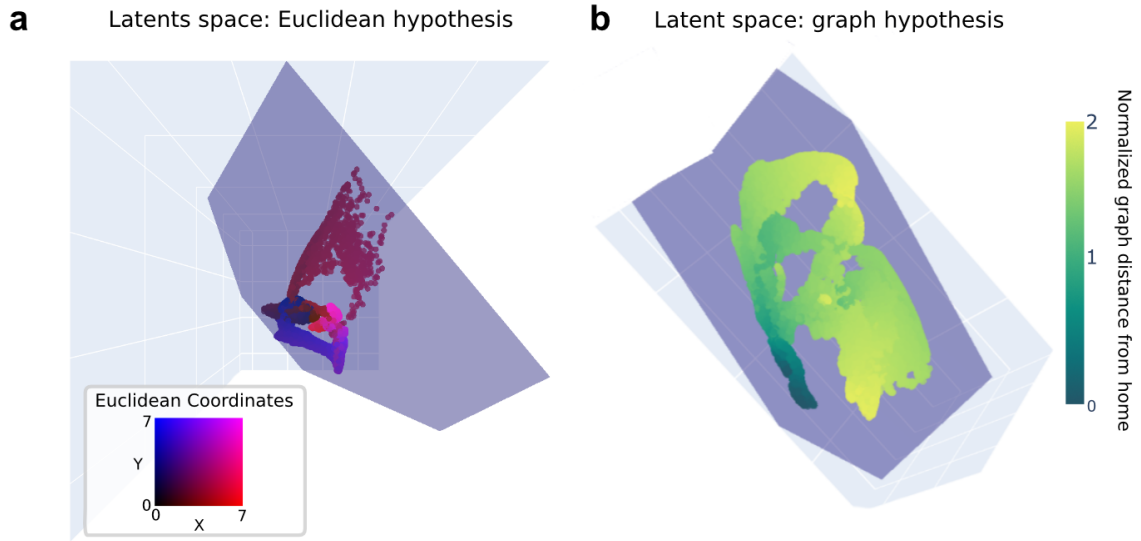 a
Latents space: Euclidean hypothesis
Euclidean Coordinates
7
Y
0
0
7
X
b
Latent space: graph hypothesis
2
1
0
Normalized graph distance from home